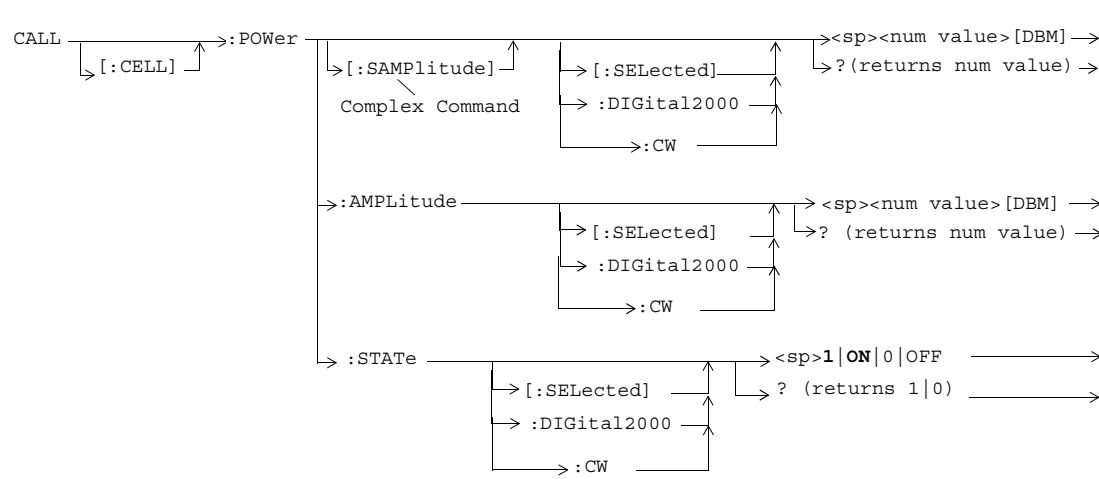 CALL :POWer <sp><num value>[DBM]
[:CELL] [:SAMPlitude] [:SELected] ?(returns num value)
Complex Command :DIGital2000
:CW
:AMPLitude <sp><num value>[DBM]
[:SELected] ? (returns num value)
:DIGital2000
:CW
:STATe <sp>1|ON|0|OFF
[:SELected] ? (returns 1|0)
:DIGital2000
:CW